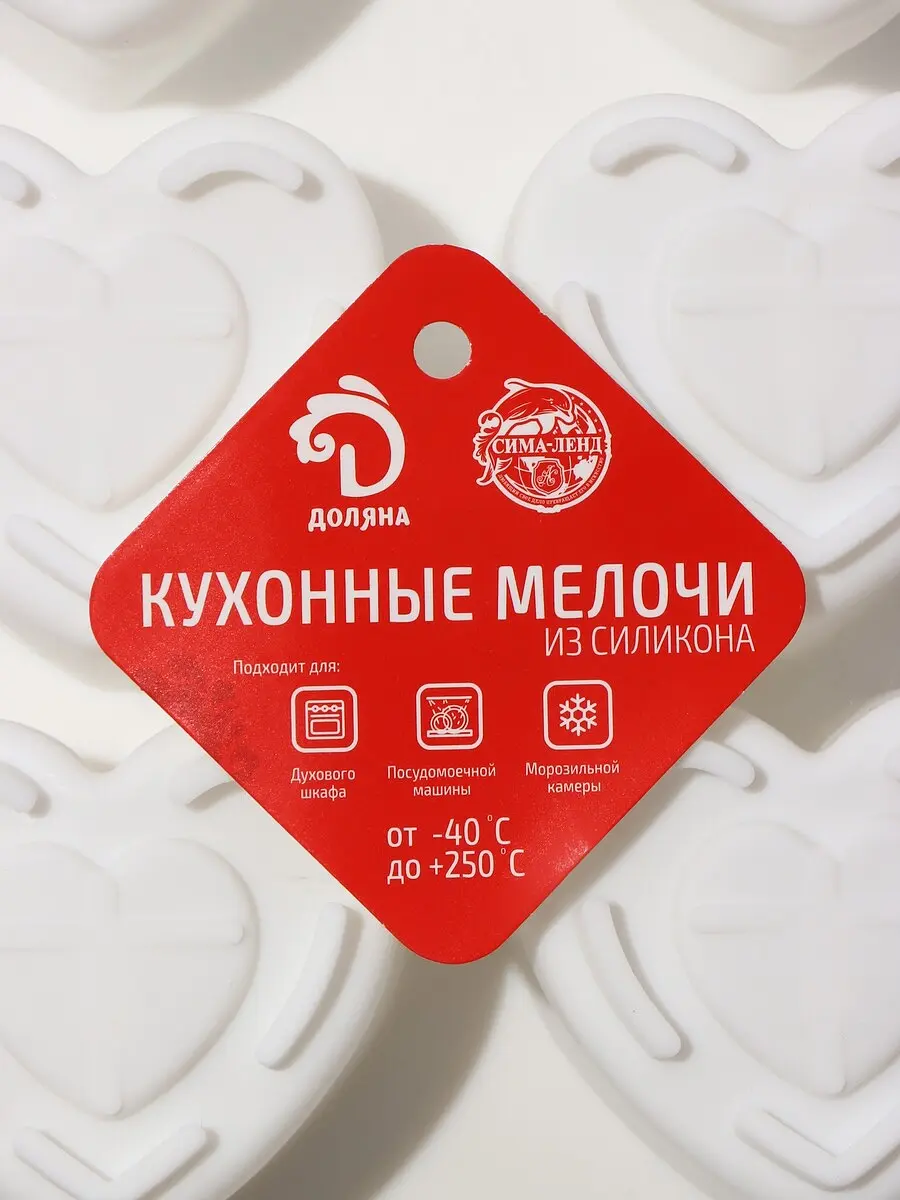 ДОЛЯНА
СИМА-ЛЕНД
КУХОННЫЕ МЕЛОЧИ
ИЗ СИЛИКОНА
Подходит для:
Духового
шкафа
Посудомоечной
машины
Морозильной
камеры
от -40 °C
до +250 °C